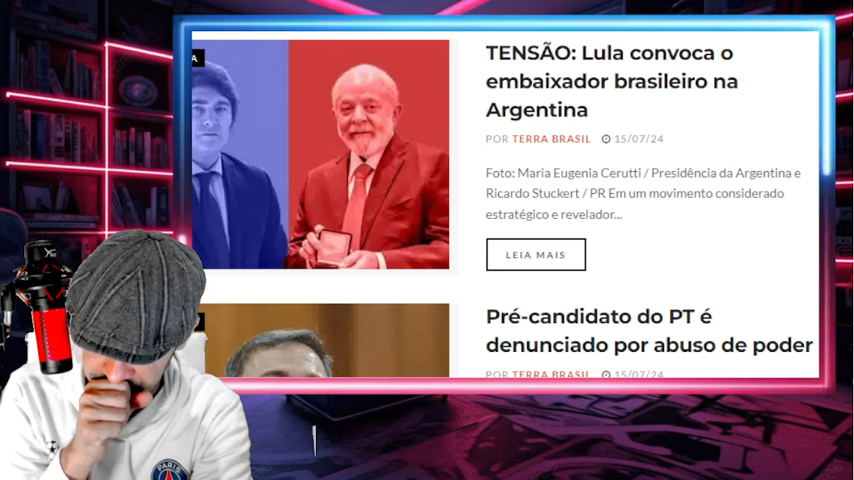 A
TENSÃO: Lula convoca o
embaixador brasileiro na
Argentina
POR TERRA BRASIL 15/07/24
Foto: Maria Eugenia Cerutti / Presidência da Argentina e
Ricardo Stuckert / PR Em um movimento considerado
estratégico e revelador...
LEIA MAIS
Pré-candidato do PT é
denunciado por abuso de poder
POR TERRA BRASIL 15/07/24
PARIS